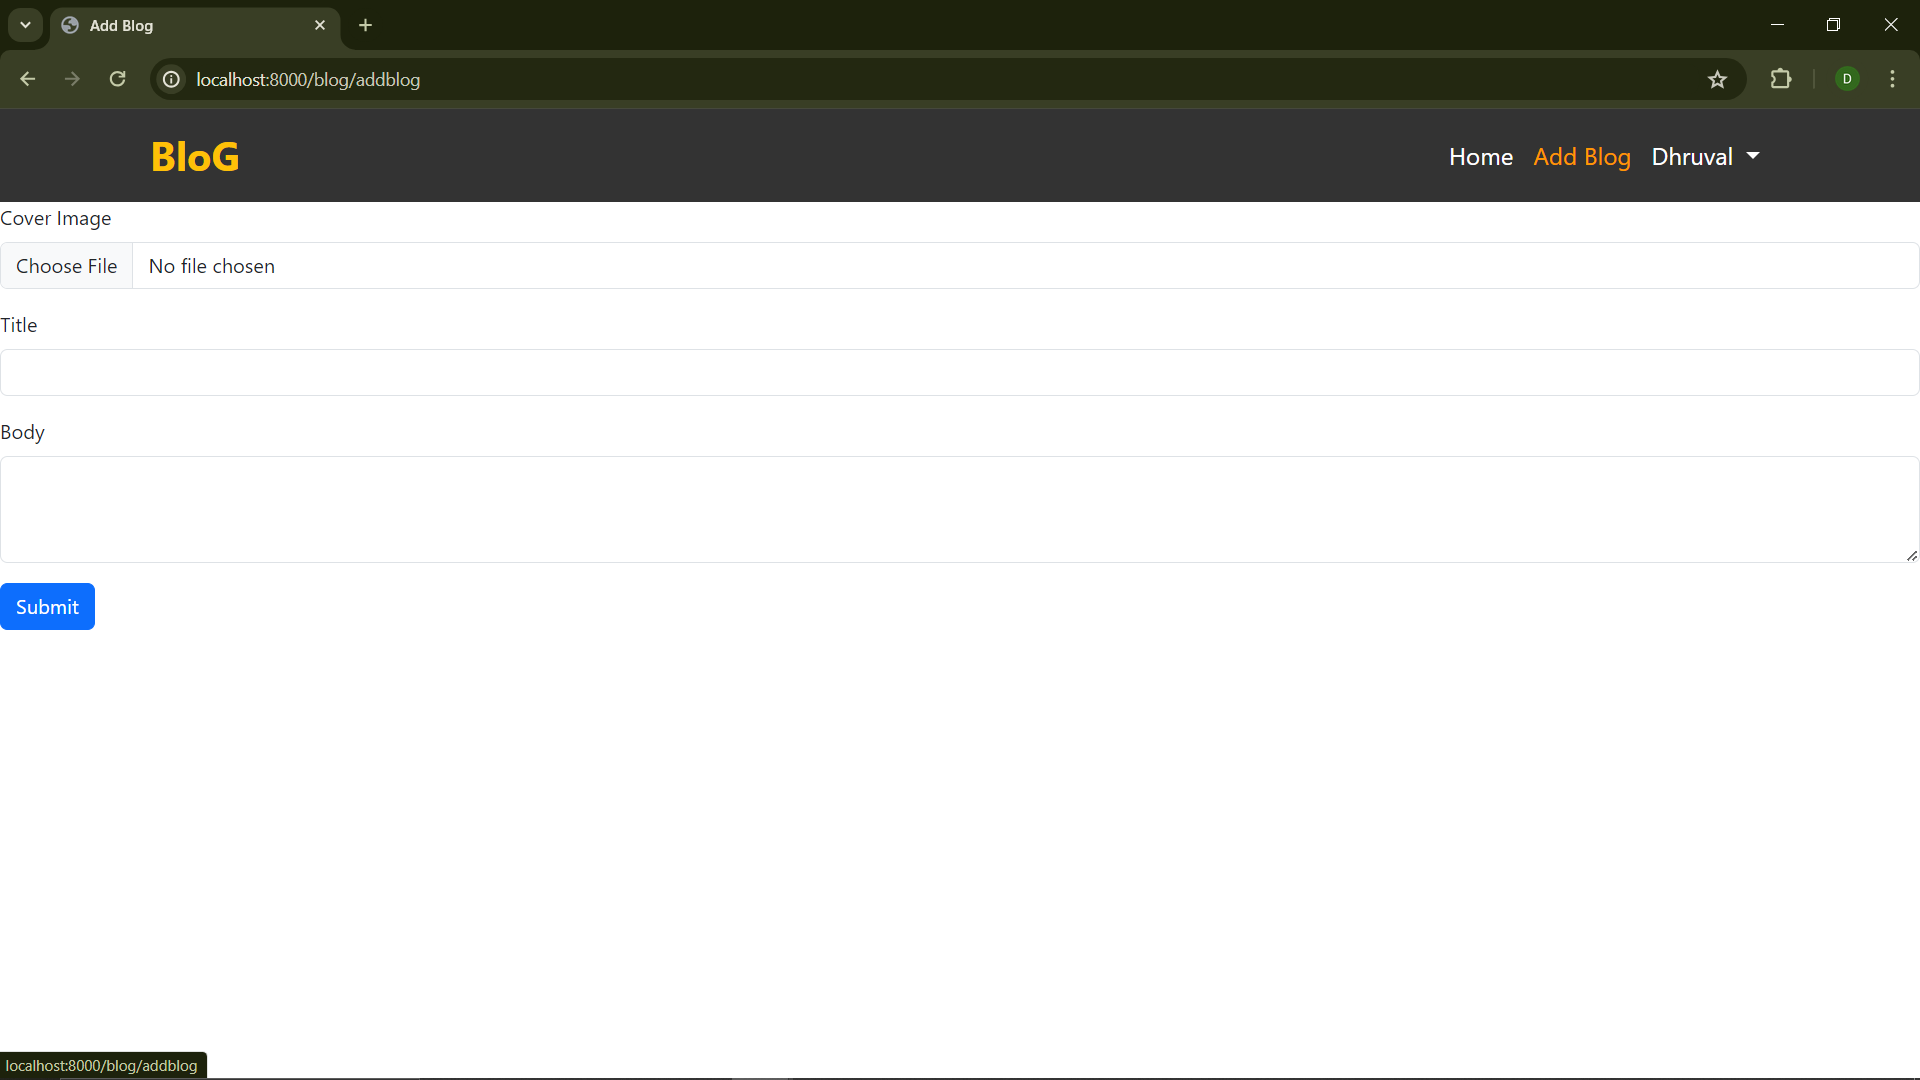 Add Blog
localhost:8000/blog/addblog
D
BloG
Home Add Blog Dhruval
Cover Image
Choose File No file chosen
Title
Body
Submit
localhost:8000/blog/addblog